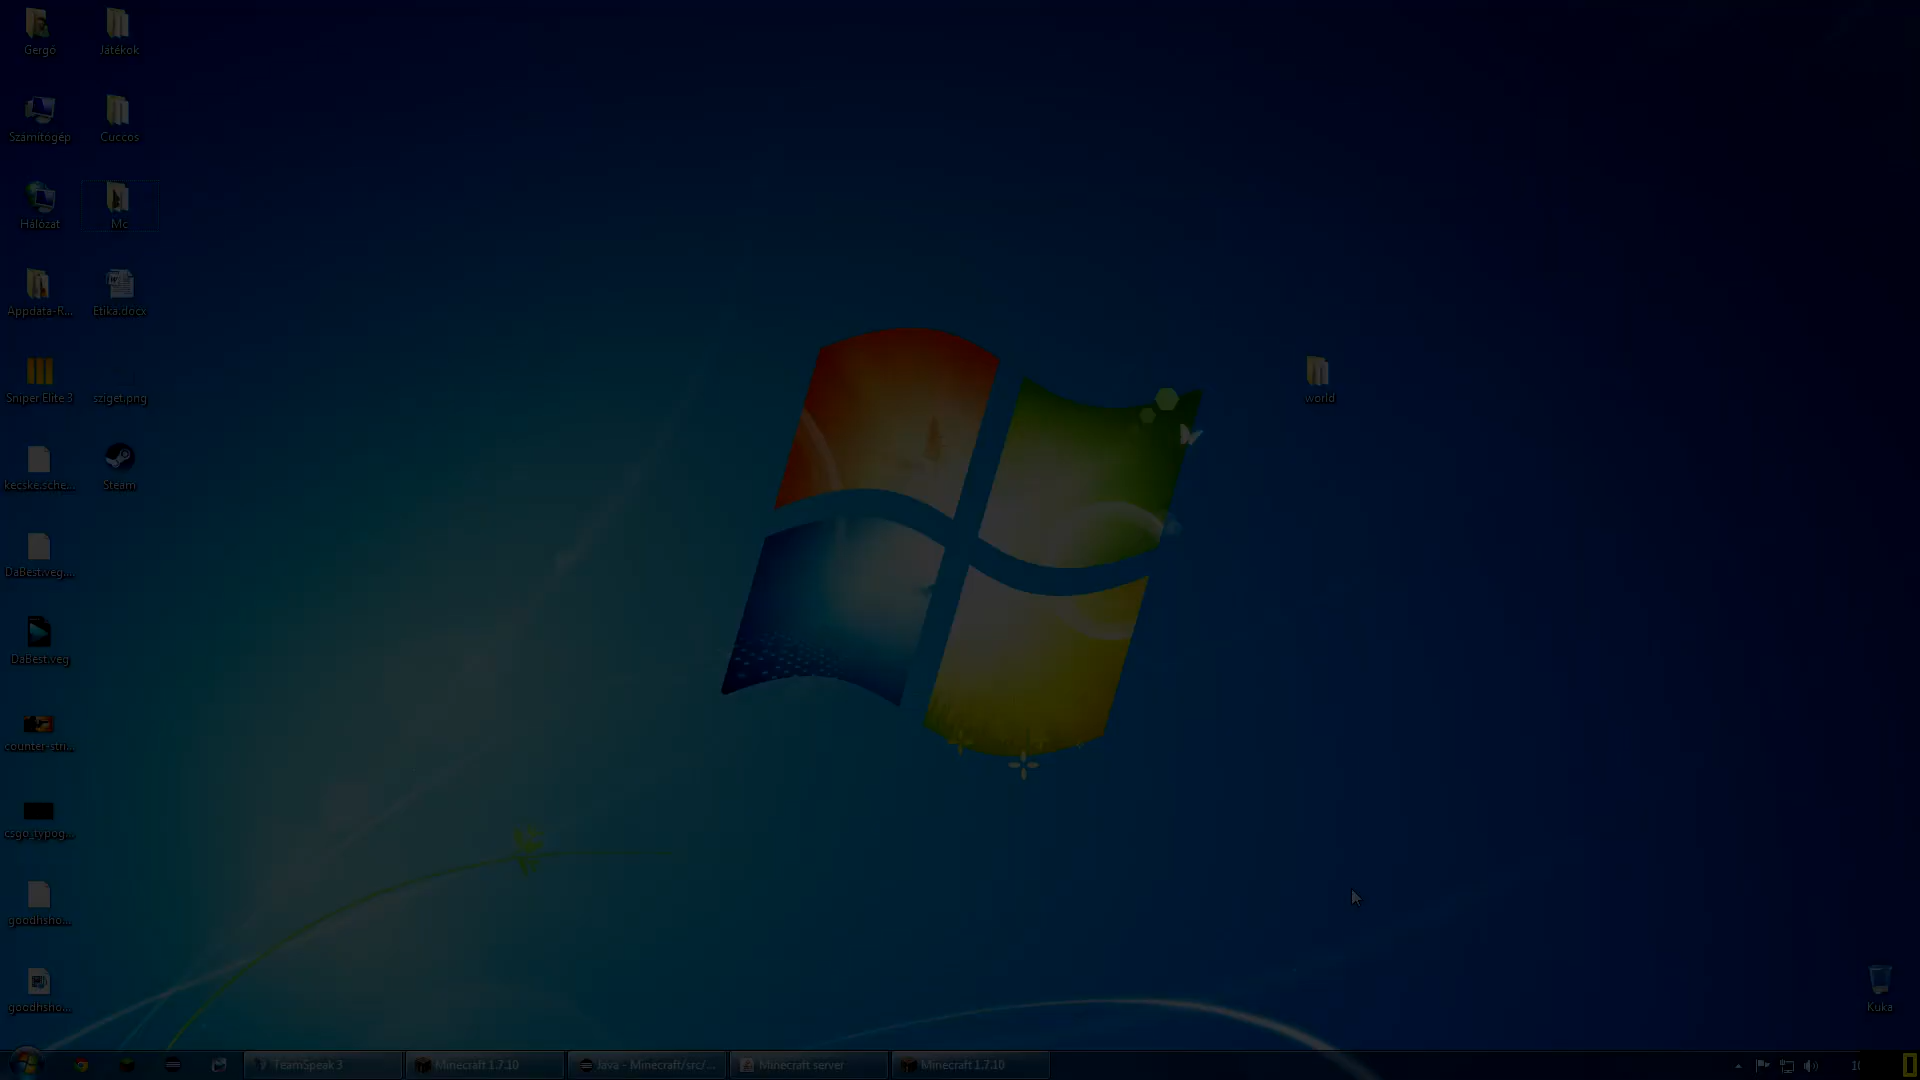 Gergő
Játékok
Számítógép
Cuccos
Hálózat
Mc
Appdata-R...
Etika.docx
Sniper Elite 3
sziget.png
kecske.sche...
Steam
DaBest.veg....
DaBest.veg
counter-stri...
csgo_typog...
goodhsho...
goodhsho...
world
Kuka
TeamSpeak 3
Minecraft 1.7.10
Java - Minecraft/src/...
Minecraft server
Minecraft 1.7.10